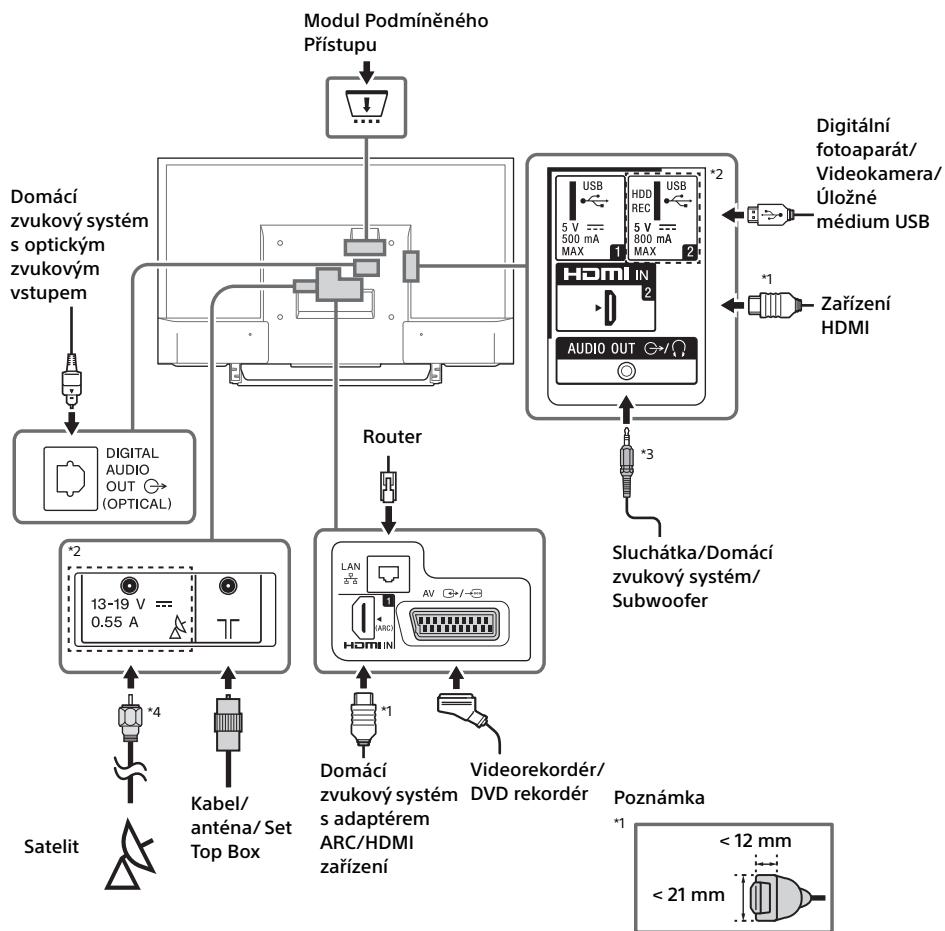 Modul Podmíněného
Přístupu
Domácí
zvukový systém
s optickým
zvukovým
vstupem
USB
5 V
500 mA
MAX
1
HDD
REC
USB
5 V
800 mA
MAX
2
*2
HDMI IN
2
AUDIO OUT
Digitální
fotoaparát/
Videokamera/
Úložné
médium USB
*1
Zařízení
HDMI
DIGITAL
AUDIO
OUT
(OPTICAL)
Router
*3
Sluchátka/Domácí
zvukový systém/
Subwoofer
*2
13-19 V
0.55 A
LAN
1
(ARC)
HDMI IN
AV
*4
*1
Satelit
Kabel/
anténa/ Set
Top Box
Domácí
zvukový systém
s adaptérem
ARC/HDMI
zařízení
Videorekordér/
DVD rekordér
Poznámka
*1
< 12 mm
< 21 mm